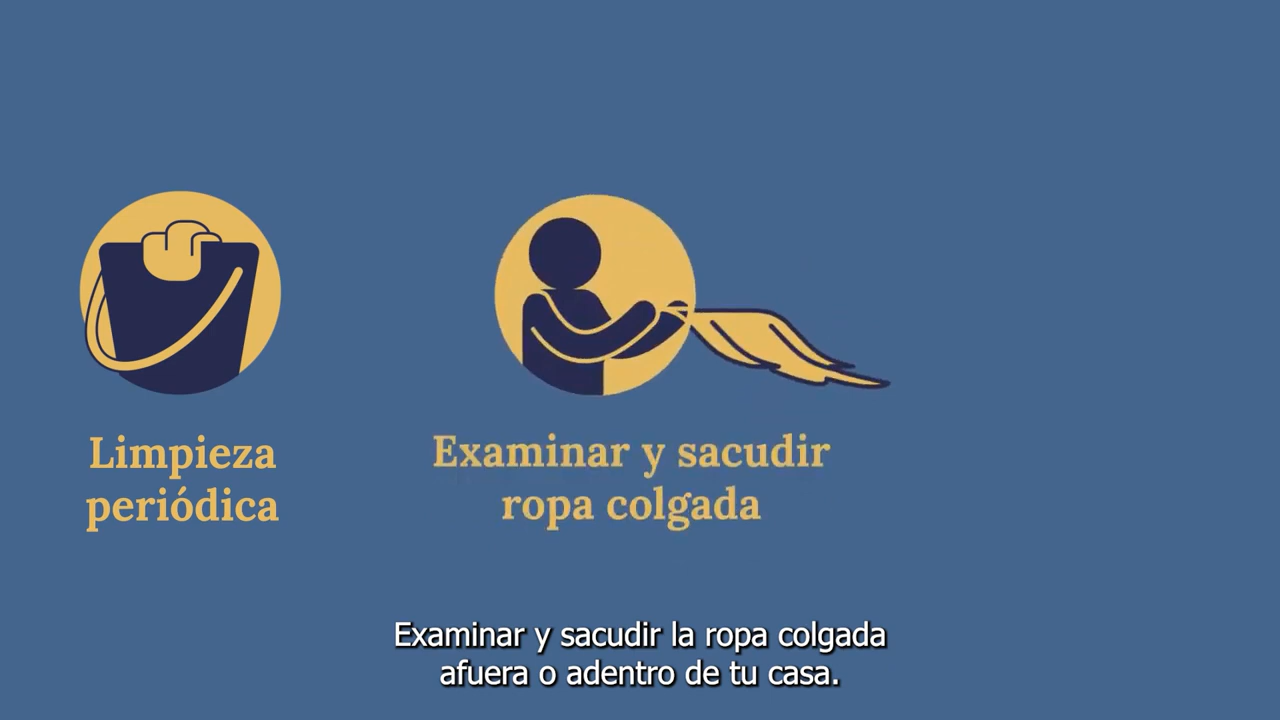 Limpieza
periódica
Examinar y sacudir
ropa colgada
Examinar y sacudir la ropa colgada
afuera o adentro de tu casa.